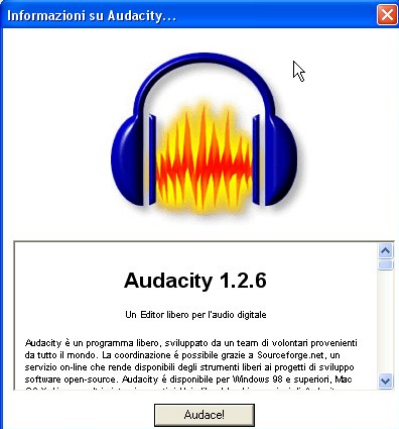 Informazioni su Audacity...
Audacity 1.2.6
Un Editor libero per l'audio digitale
Audacity è un programma libero, sviluppato da un team di volontari provenienti
da tutto il mondo. La coordinazione é possibile grazie a Sourceforge.net, un
servizio on-line che rende disponibili degli strumenti liberi ai progetti di sviluppo
software open-source. Audacity é disponibile per Windows 98 e superiori, Mac
Audace!